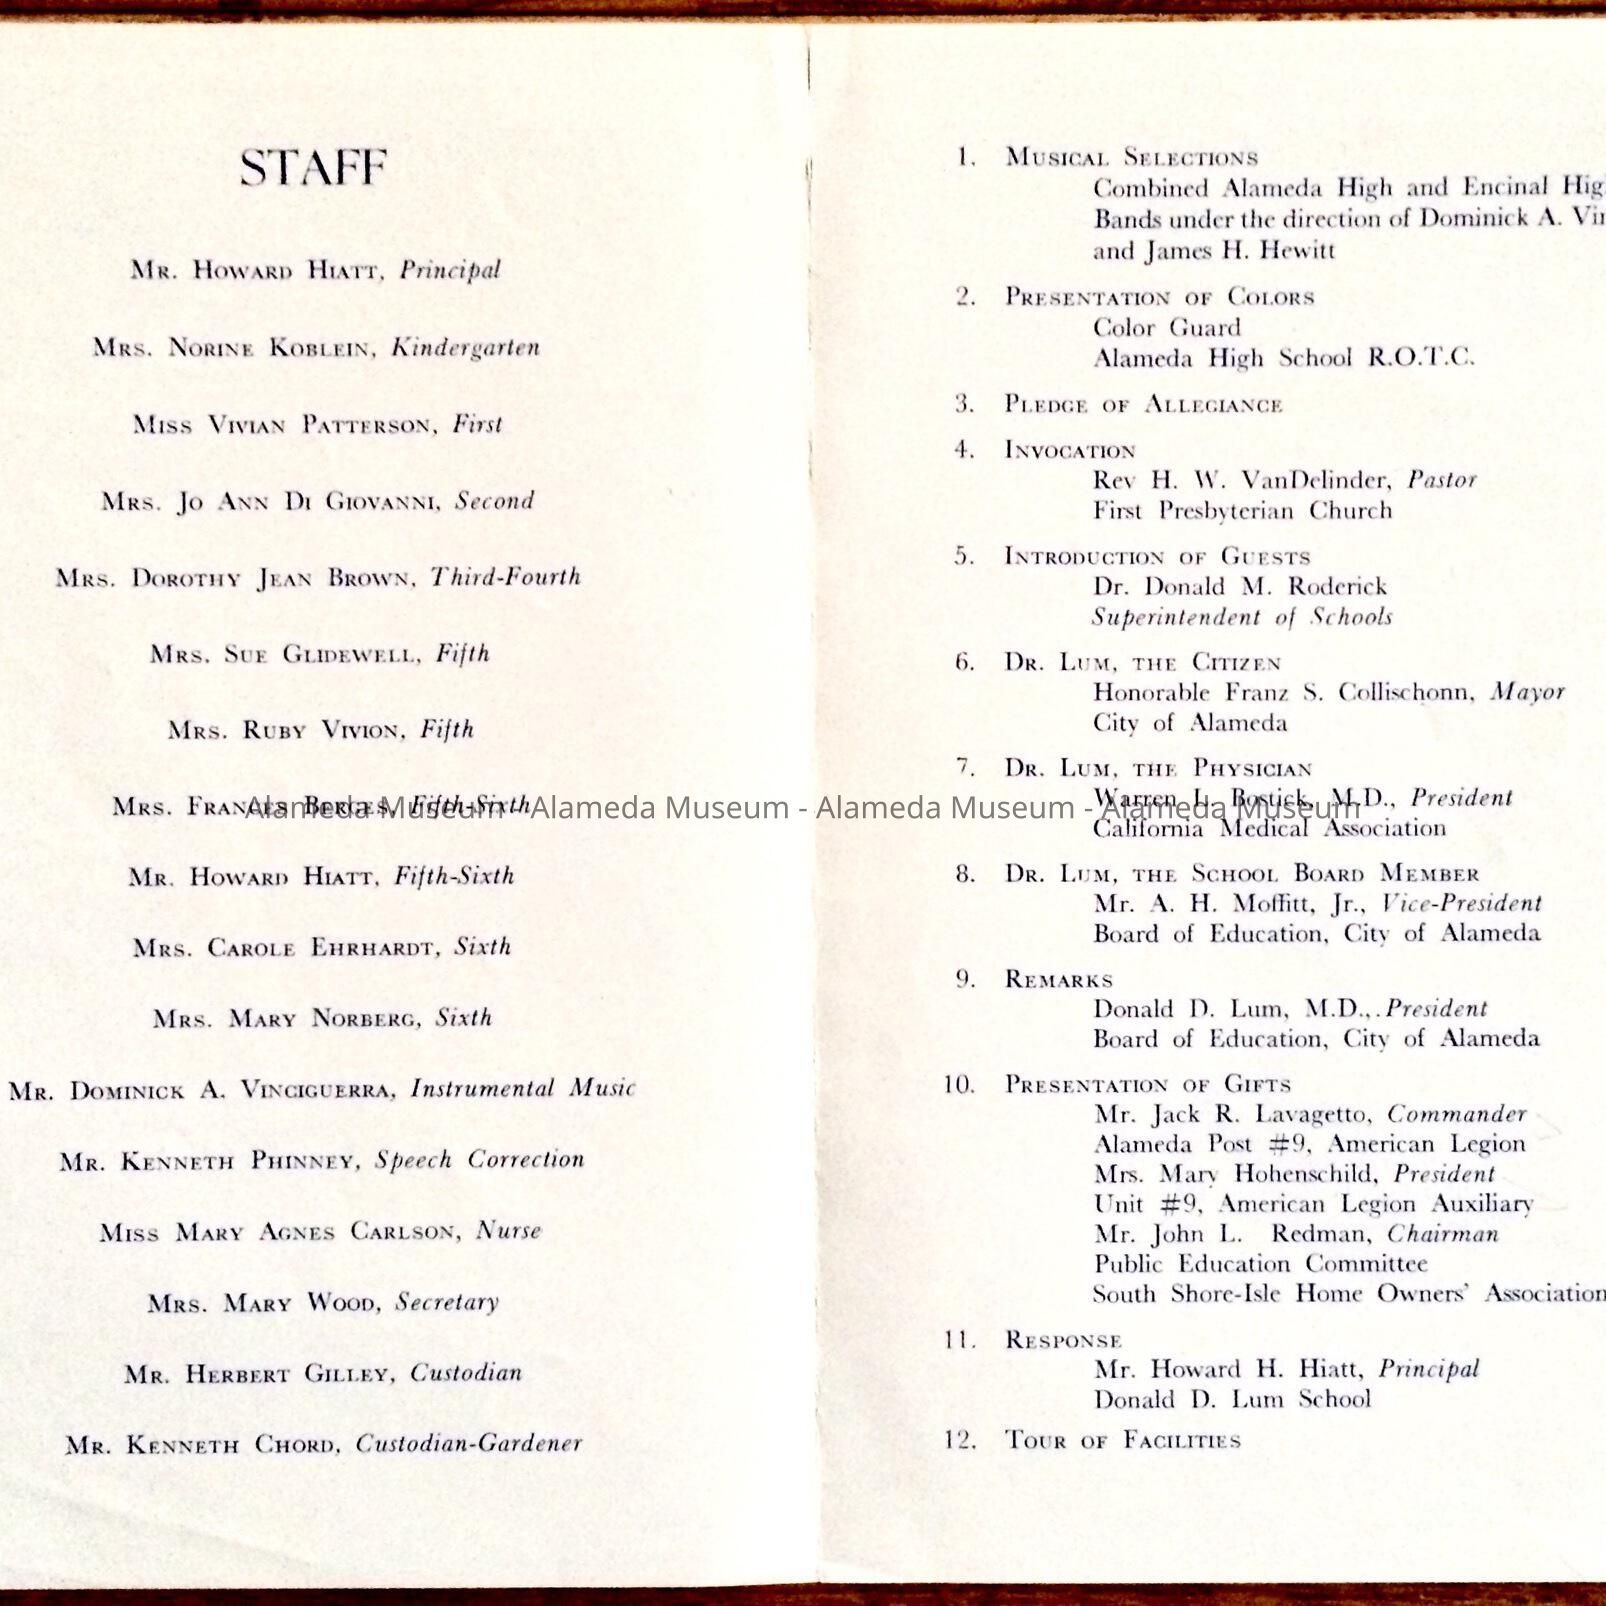 STAFF
MR. HOWARD HIATT, Principal
MRS. NORINE KOBLEIN, Kindergarten
MISS VIVIAN PATTERSON, First
MRS. JO ANN DI GIOVANNI, Second
MRS. DOROTHY JEAN BROWN, Third-Fourth
MRS. SUE GLIDEWELL, Fifth
MRS. RUBY VIVION, Fifth
MRS. FRANCES BERGES, Fifth-Sixth
MR. HOWARD HIATT, Fifth-Sixth
MRS. CAROLE EHRHARDT, Sixth
MRS. MARY NORBERG, Sixth
MR. DOMINICK A. VINCIGUERRA, Instrumental Music
MR. KENNETH PHINNEY, Speech Correction
MISS MARY AGNES CARLSON, Nurse
MRS. MARY WOOD, Secretary
MR. HERBERT GILLEY, Custodian
MR. KENNETH CHORD, Custodian-Gardener
1. MUSICAL SELECTIONS
Combined Alameda High and Encinal
Bands under the direction of Dominick A.
and James H. Hewitt
2. PRESENTATION OF COLORS
Color Guard
Alameda High School R.O.T.C.
3. PLEDGE OF ALLEGIANCE
4. INVOCATION
Rev H. W. VanDelinder, Pastor
First Presbyterian Church
5. INTRODUCTION OF GUESTS
Dr. Donald M. Roderick
Superintendent of Schools
6. DR. LUM, THE CITIZEN
Honorable Franz S. Collischonn, Mayor
City of Alameda
7. DR. LUM, THE PHYSICIAN
Warren L. Bostick, M.D., President
California Medical Association
8. DR. LUM, THE SCHOOL BOARD MEMBER
Mr. A. H. Moffitt, Jr., Vice-President
Board of Education, City of Alameda
9. REMARKS
Donald D. Lum, M.D.,.President
Board of Education, City of Alameda
10. PRESENTATION OF GIFTS
Mr. Jack R. Lavagetto, Commander
Alameda Post #9, American Legion
Mrs. Mary Hohenschild, President
Unit #9, American Legion Auxiliary
Mr. John L. Redman, Chairman
Public Education Committee
South Shore-Isle Home Owners' Association
11. RESPONSE
Mr. Howard H. Hiatt, Principal
Donald D. Lum School
12. TOUR OF FACILITIES
Alameda Museum - Alameda Museum - Alameda Museum - Alameda Museum